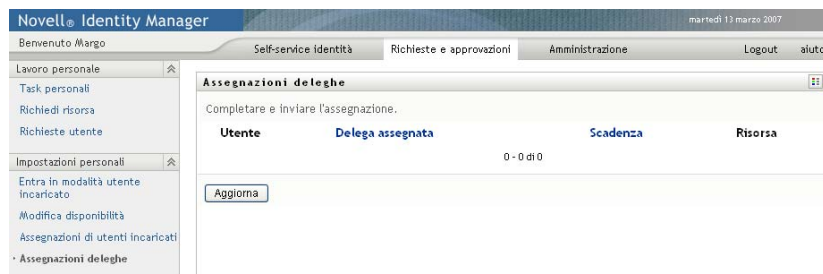 Novell® Identity Manager
martedì 13 marzo 2007
Benvenuto Margo
Self-service identità Richieste e approvazioni Amministrazione Logout aiuto
Lavoro personale
Task personali
Richiedi risorsa
Richieste utente
Impostazioni personali
Entra in modalità utente
incaricato
Modifica disponibilità
Assegnazioni di utenti incaricati
· Assegnazioni deleghe
Assegnazioni deleghe
Completare e inviare l'assegnazione.
Utente Delega assegnata Scadenza Risorsa
0 - 0 di 0
Aggiorna